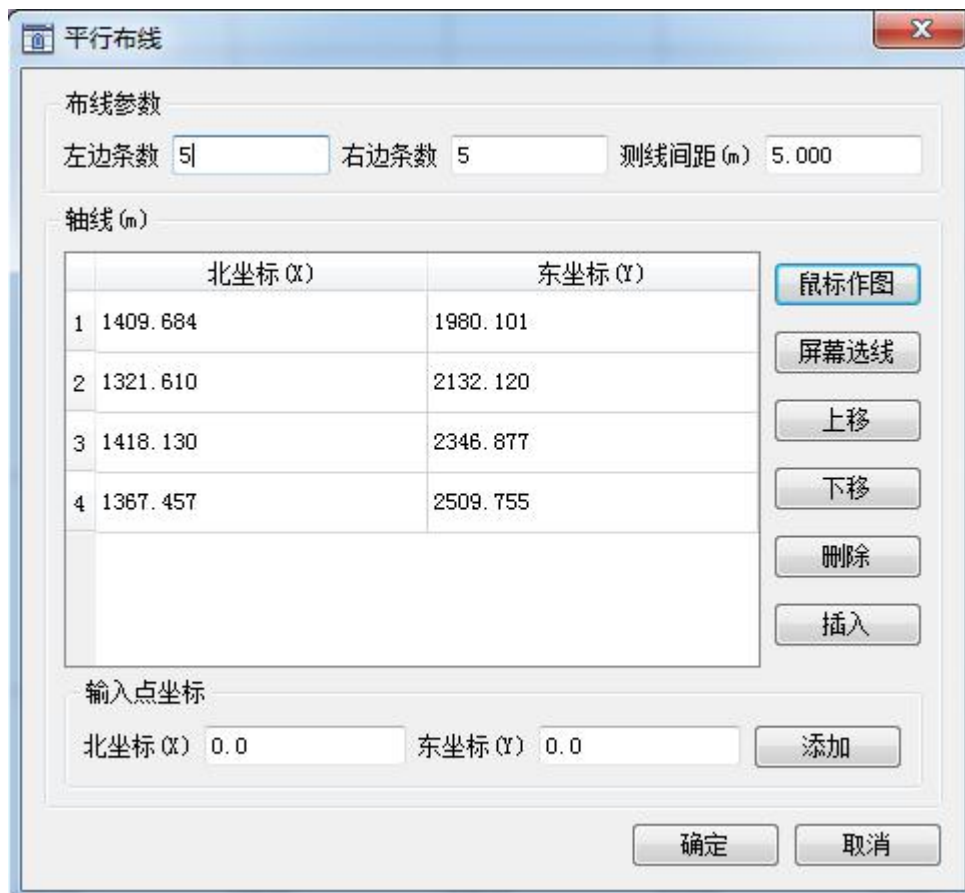 平行布线
布线参数
左边条数 5 右边条数 5 测线间距(m) 5.000
轴线(m)
北坐标(X) 东坐标(Y) 鼠标作图
1 1409.684 1980.101
屏幕选线
2 1321.610 2132.120
上移
3 1418.130 2346.877
下移
4 1367.457 2509.755
删除
插入
输入点坐标
北坐标(X) 0.0 东坐标(Y) 0.0 添加
确定 取消